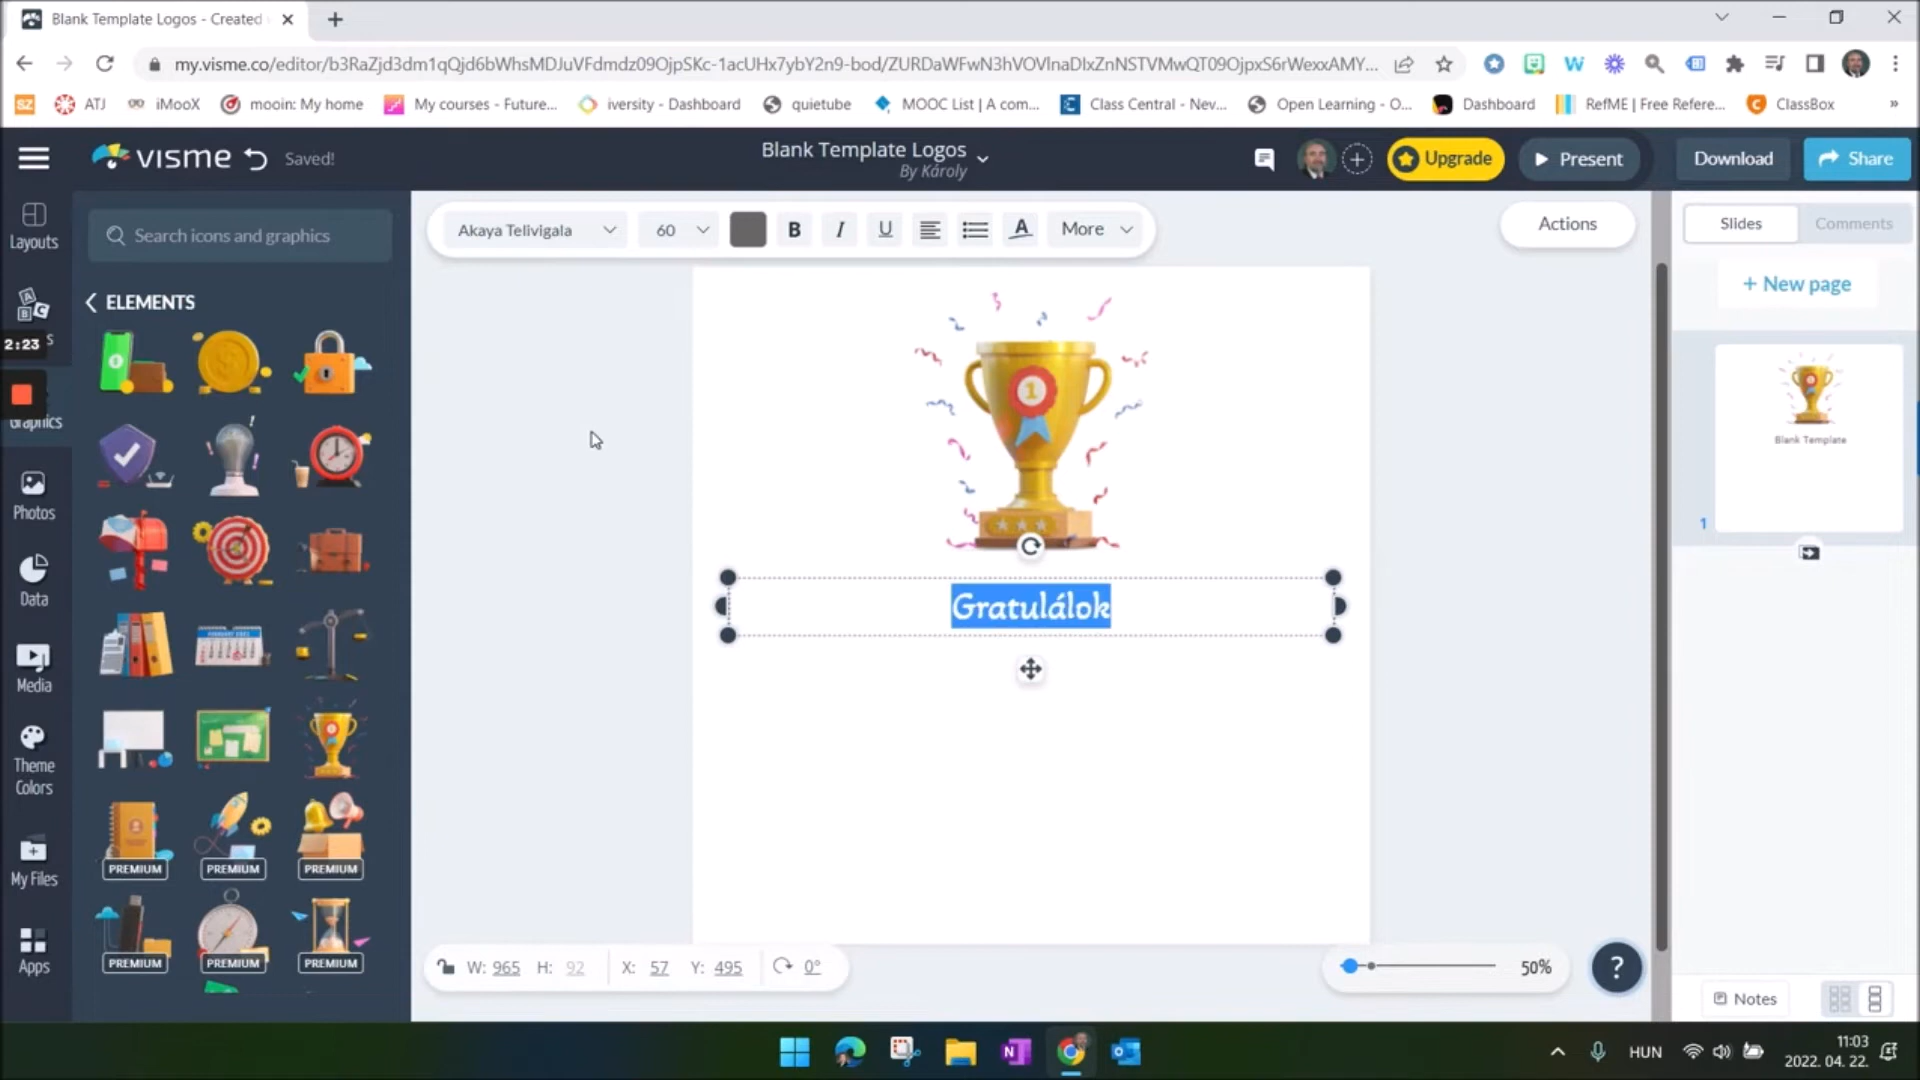 Blank Template Logos - Created
my.visme.co/editor/b3RaZjd3dm1qQjd6bWhsMDJuVFdmdz09OjpSKc-1acUHx7ybY2n9-bod/ZURDaWFwN3hVOVlnaDlxZnNSTVMwQT09OjpxS6rWexxAMY...
SZ ATJ iMooX mooin: My home My courses - Future... iversity - Dashboard quietube MOOC List | A com... Class Central - Nev... Open Learning - O... Dashboard RefME | Free Refere... ClassBox »
visme Saved! Blank Template Logos Upgrade Present Download Share
By Károly
Layouts
Search icons and graphics
Akaya Telivigala 60 B I U A More
Actions
Slides Comments
ELEMENTS
+ New page
2:23
Graphics
Photos
Data
Media
Theme
Colors
My Files
Apps
PREMIUM PREMIUM PREMIUM
PREMIUM PREMIUM PREMIUM
1
Gratulálok
Blank Template
1
W: 965 H: 92 X: 57 Y: 495 0°
50%
?
Notes
HUN
11:03
2022. 04. 22.